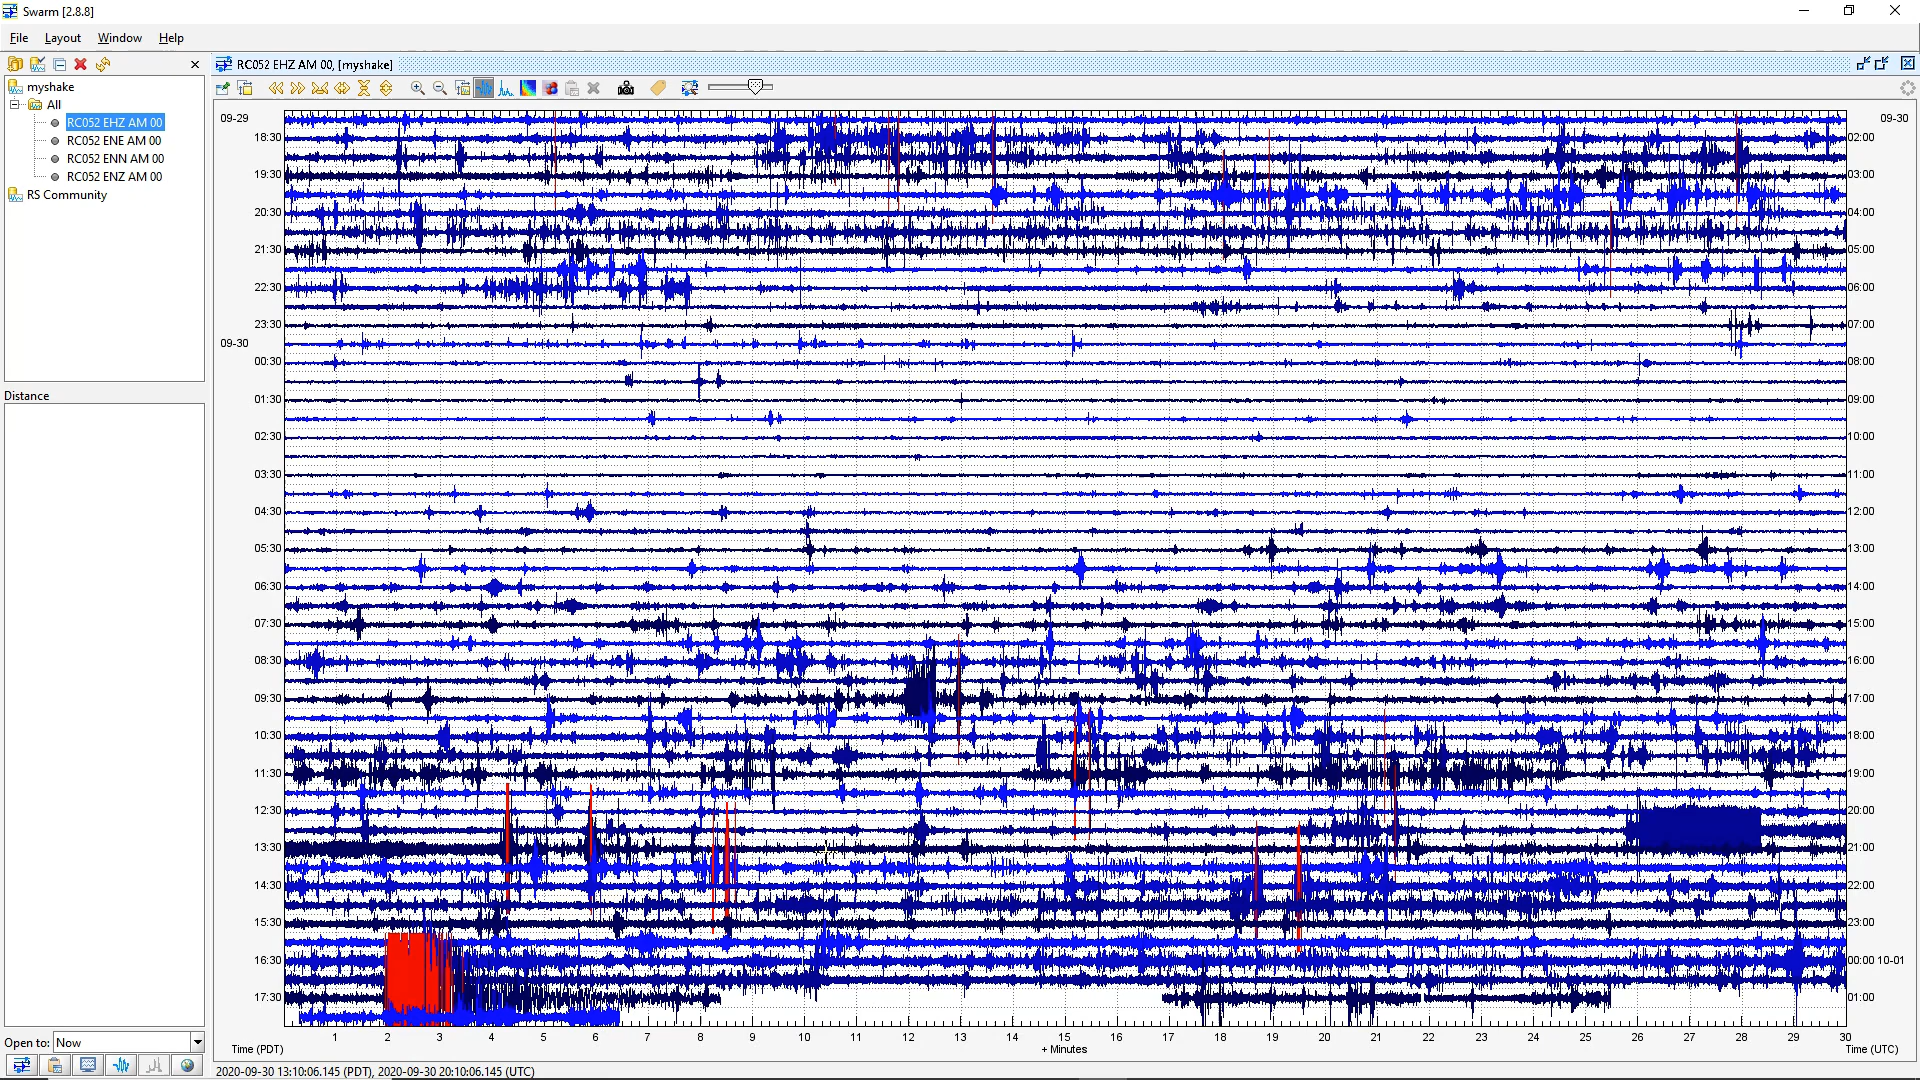 Swarm [2.8.8]
File Layout Window Help
RC052 EHZ AM 00, [myshake]
myshake
All
RC052 EHZ AM 00
RC052 ENE AM 00
RC052 ENN AM 00
RC052 ENZ AM 00
RS Community
Distance
Open to: Now
09-29 09-30
18:30 02:00
19:30 03:00
20:30 04:00
21:30 05:00
22:30 06:00
23:30 07:00
09-30
00:30 08:00
01:30 09:00
02:30 10:00
03:30 11:00
04:30 12:00
05:30 13:00
06:30 14:00
07:30 15:00
08:30 16:00
09:30 17:00
10:30 18:00
11:30 19:00
12:30 20:00
13:30 21:00
14:30 22:00
15:30 23:00
16:30 00:00 10-01
17:30 01:00
1 2 3 4 5 6 7 8 9 10 11 12 13 14 15 16 17 18 19 20 21 22 23 24 25 26 27 28 29 30
Time (PDT) + Minutes Time (UTC)
2020-09-30 13:10:06.145 (PDT), 2020-09-30 20:10:06.145 (UTC)